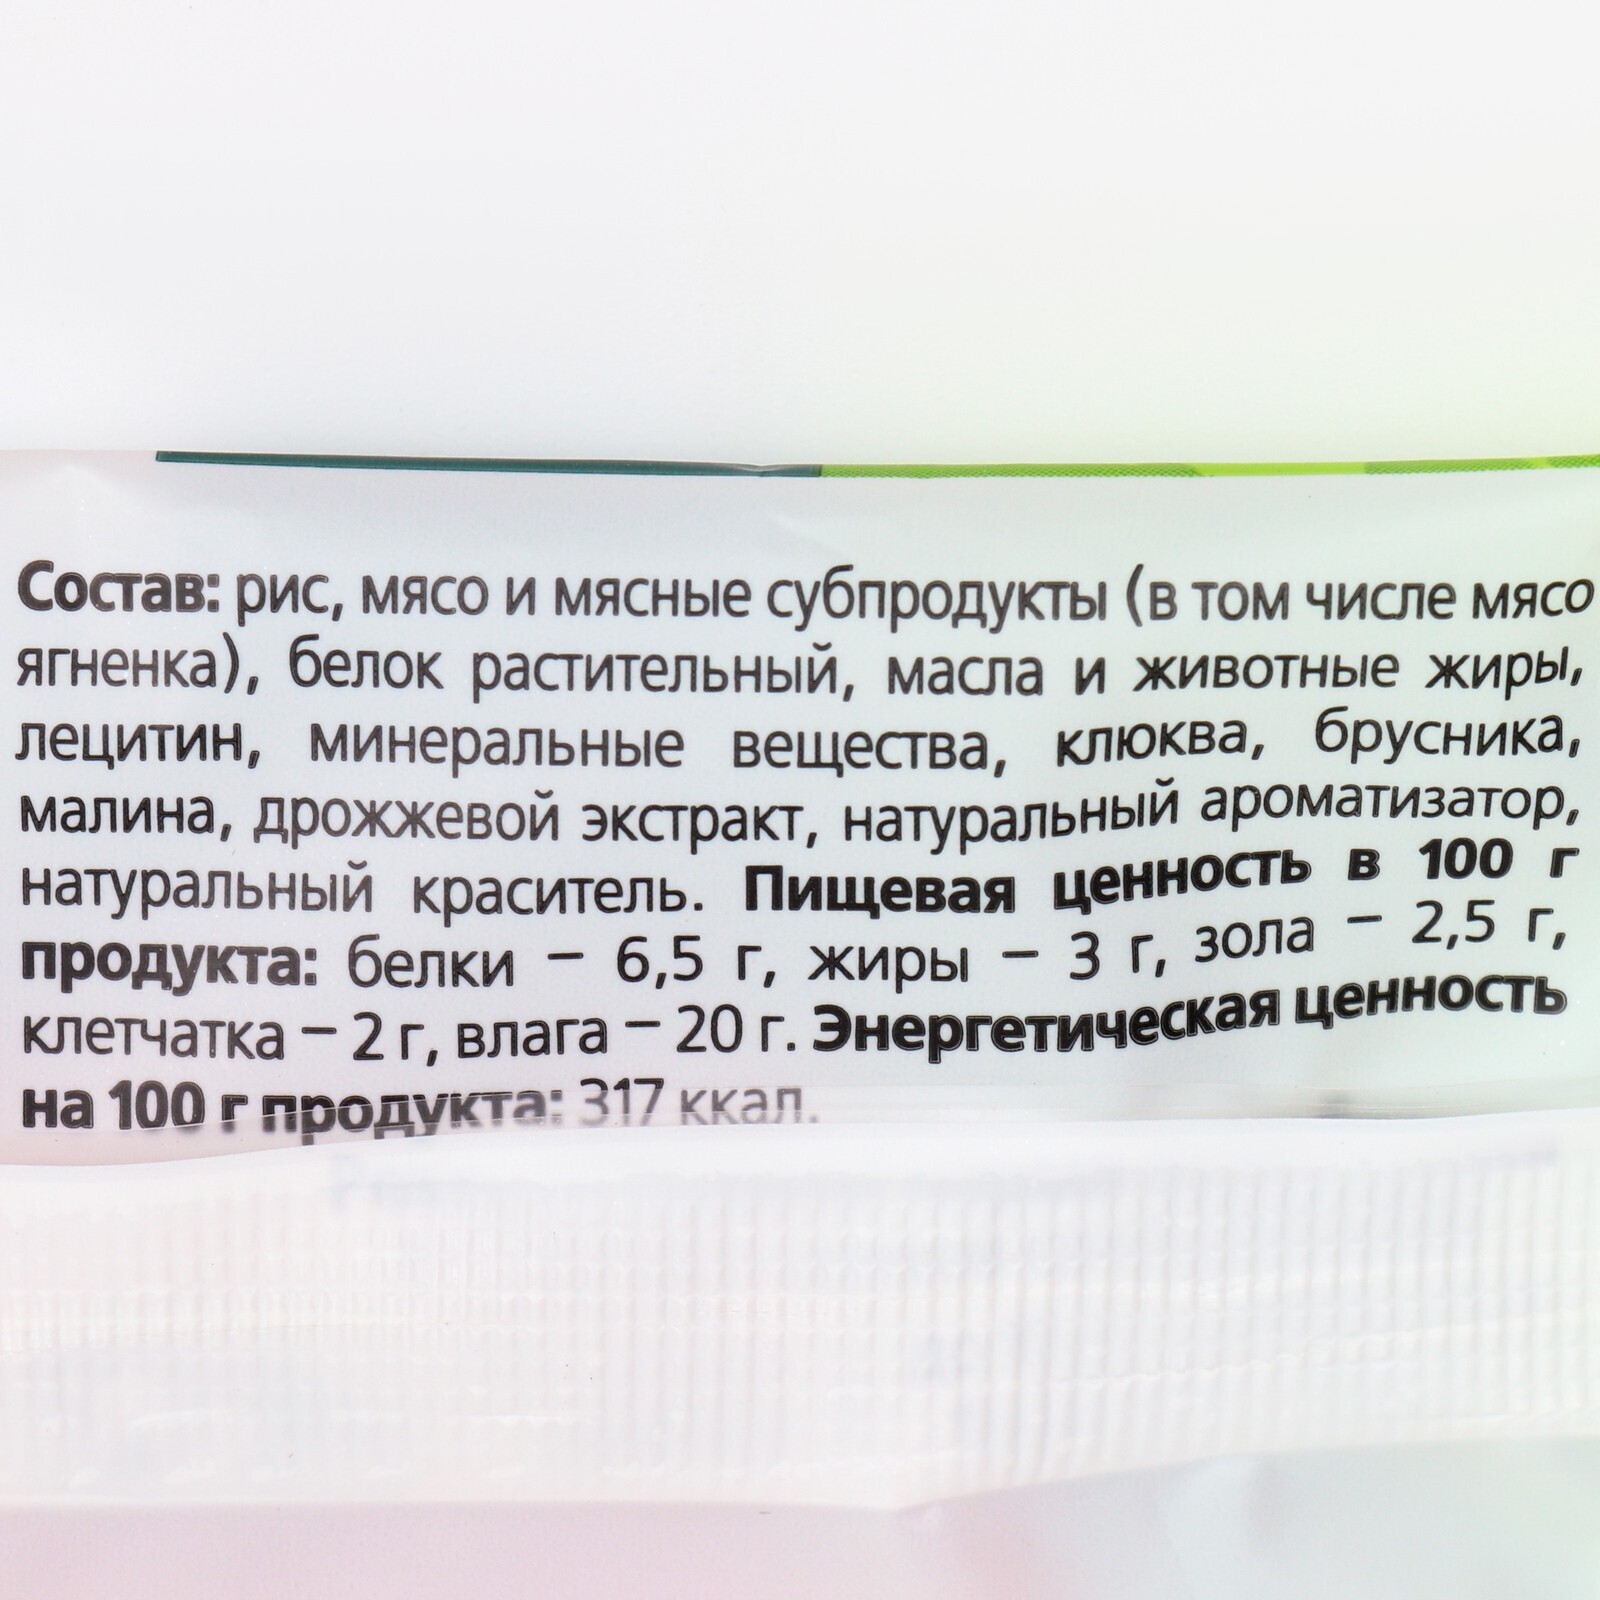 Состав: рис, мясо и мясные субпродукты (в том числе мясо
ягненка), белок растительный, масла и животные жиры,
лецитин, минеральные вещества, клюква, брусника,
малина, дрожжевой экстракт, натуральный ароматизатор,
натуральный краситель. Пищевая ценность в 100 г
продукта: белки – 6,5 г, жиры – 3 г, зола – 2,5 г,
клетчатка – 2 г, влага – 20 г. Энергетическая ценность
на 100 г продукта: 317 ккал.